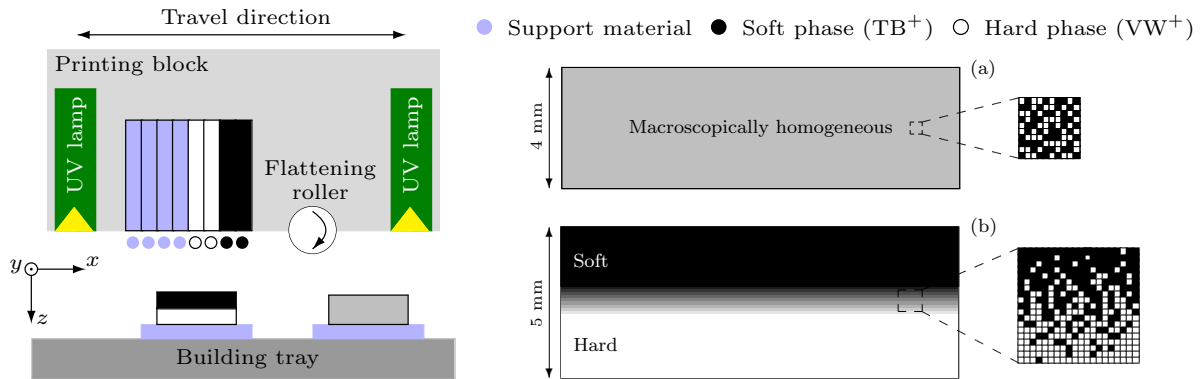 Travel direction
Printing block
UV lamp
UV lamp
Flattening
roller
y
x
z
Building tray
Support material
Soft phase (TB⁺)
Hard phase (VW⁺)
(a)
4 mm
Macroscopically homogeneous
(b)
5 mm
Soft
Hard